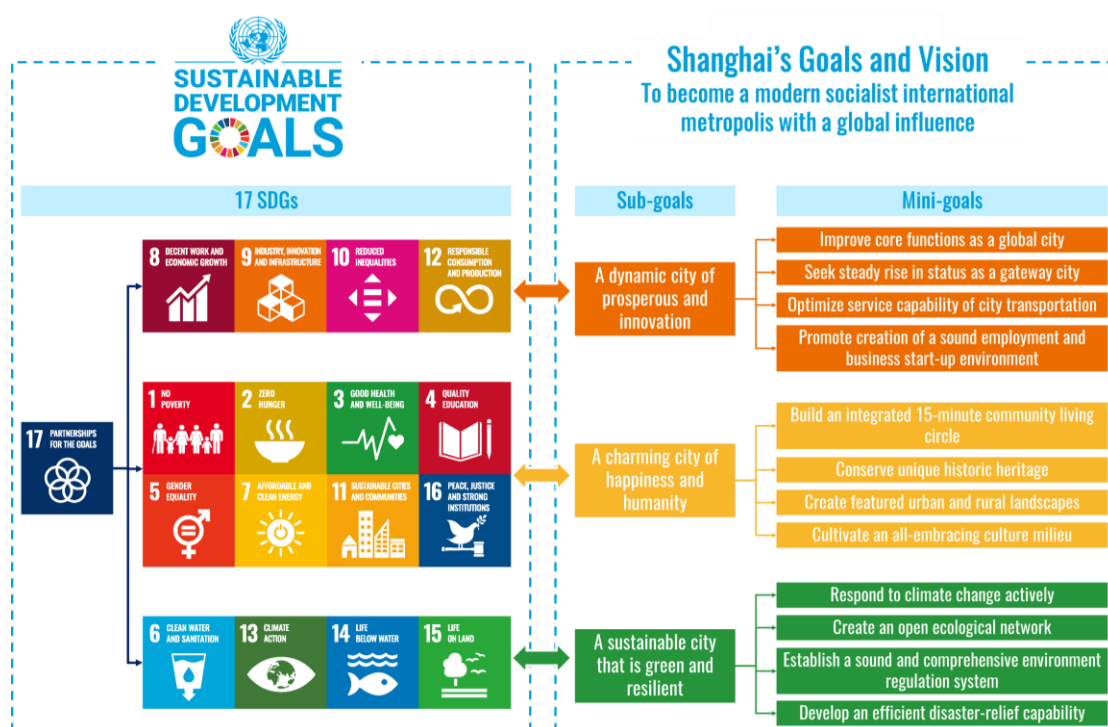 SUSTAINABLE
DEVELOPMENT
GOALS
17 SDGs
8 DECENT WORK AND
ECONOMIC GROWTH
9 INDUSTRY, INNOVATION
AND INFRASTRUCTURE
10 REDUCED
INEQUALITIES
12 RESPONSIBLE
CONSUMPTION
AND PRODUCTION
17 PARTNERSHIPS
FOR THE GOALS
1 NO
POVERTY
2 ZERO
HUNGER
3 GOOD HEALTH
AND WELL-BEING
4 QUALITY
EDUCATION
5 GENDER
EQUALITY
7 AFFORDABLE AND
CLEAN ENERGY
11 SUSTAINABLE CITIES
AND COMMUNITIES
16 PEACE, JUSTICE
AND STRONG
INSTITUTIONS
6 CLEAN WATER
AND SANITATION
13 CLIMATE
ACTION
14 LIFE
BELOW WATER
15 LIFE
ON LAND
Shanghai's Goals and Vision
To become a modern socialist international
metropolis with a global influence
Sub-goals
Mini-goals
A dynamic city of
prosperous and
innovation
Improve core functions as a global city
Seek steady rise in status as a gateway city
Optimize service capability of city transportation
Promote creation of a sound employment and
business start-up environment
A charming city of
happiness and
humanity
Build an integrated 15-minute community living
circle
Conserve unique historic heritage
Create featured urban and rural landscapes
Cultivate an all-embracing culture milieu
A sustainable city
that is green and
resilient
Respond to climate change actively
Create an open ecological network
Establish a sound and comprehensive environment
regulation system
Develop an efficient disaster-relief capability